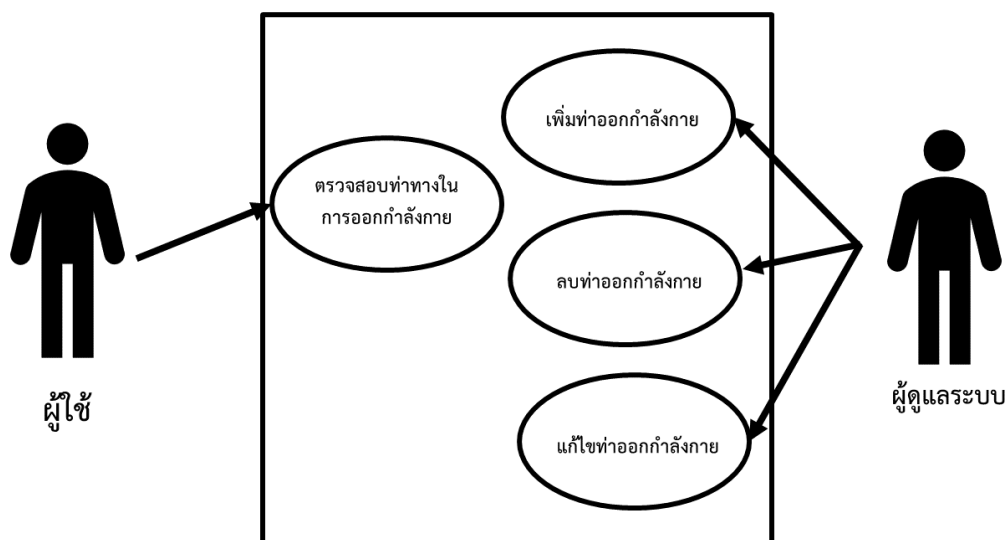 เพิ่มท่าออกกำลังกาย
ตรวจสอบท่าทางใน
การออกกำลังกาย
ลบท่าออกกำลังกาย
ผู้ใช้
ผู้ดูแลระบบ
แก้ไขท่าออกกำลังกาย